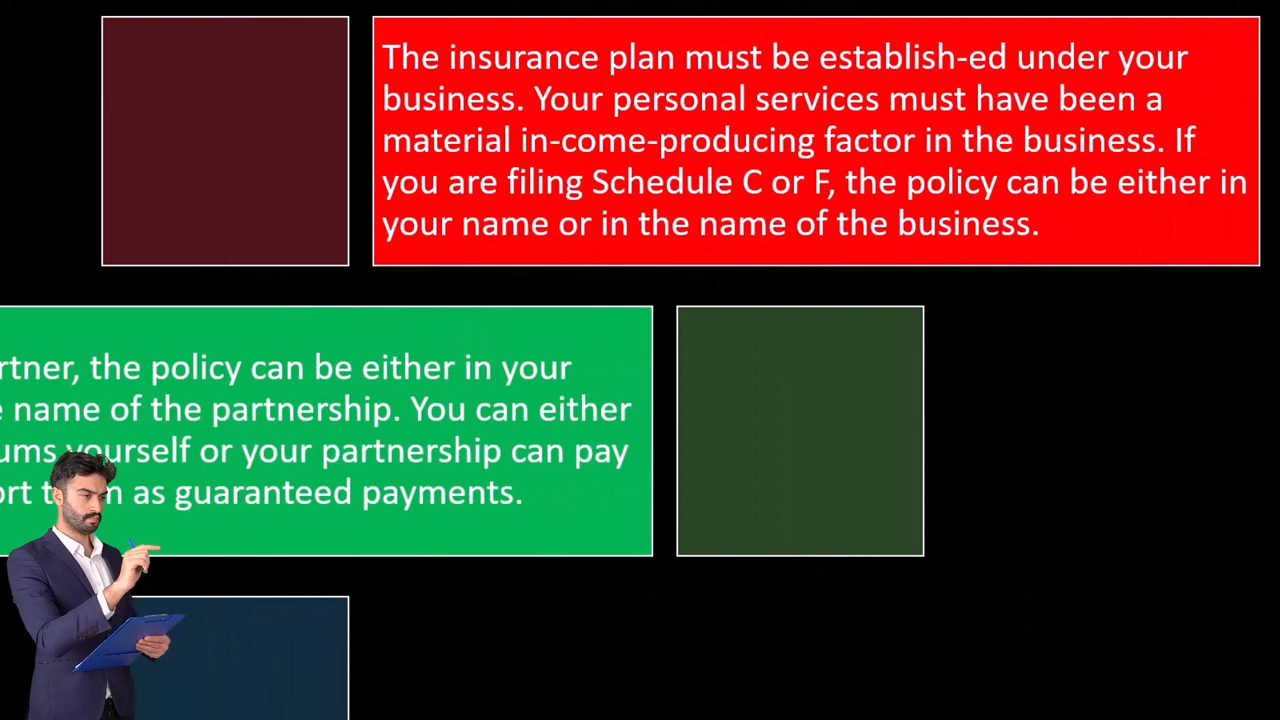 The insurance plan must be establish-ed under your
business. Your personal services must have been a
material in-come-producing factor in the business. If
you are filing Schedule C or F, the policy can be either in
your name or in the name of the business.
rtner, the policy can be either in your
name of the partnership. You can either
ums yourself or your partnership can pay
as guaranteed payments.